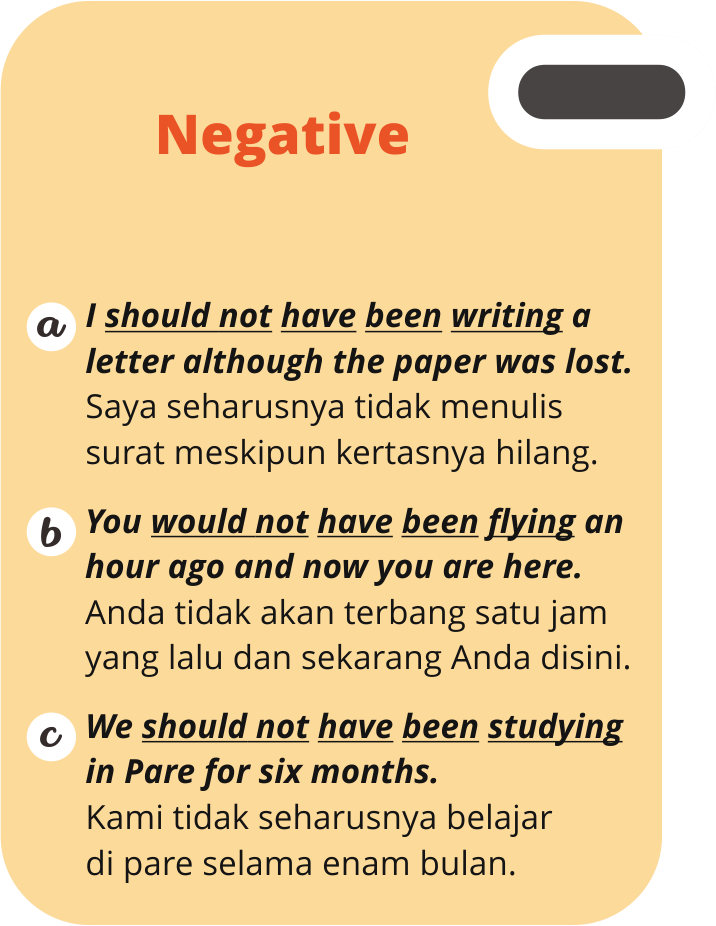 Negative
a I should not have been writing a
letter although the paper was lost.
Saya seharusnya tidak menulis
surat meskipun kertasnya hilang.
b You would not have been flying an
hour ago and now you are here.
Anda tidak akan terbang satu jam
yang lalu dan sekarang Anda disini.
c We should not have been studying
in Pare for six months.
Kami tidak seharusnya belajar
di pare selama enam bulan.